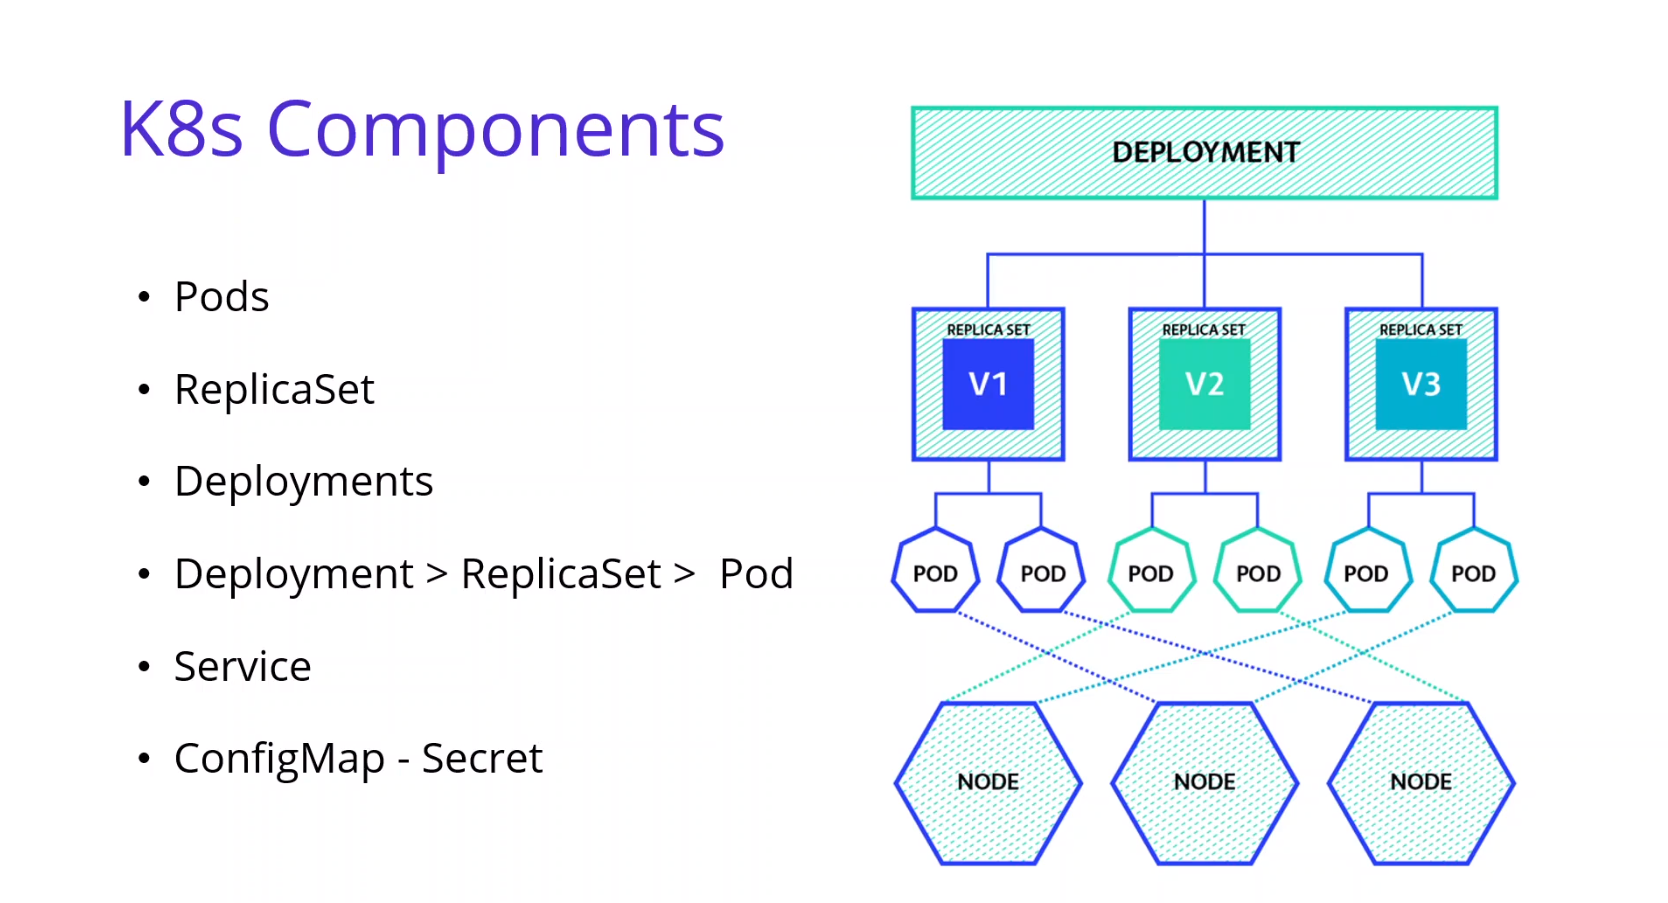 K8s Components
• Pods
• ReplicaSet
• Deployments
• Deployment > ReplicaSet > Pod
• Service
• ConfigMap - Secret
DEPLOYMENT
REPLICA SET
V1
REPLICA SET
V2
REPLICA SET
V3
POD
POD
POD
POD
POD
POD
NODE
NODE
NODE